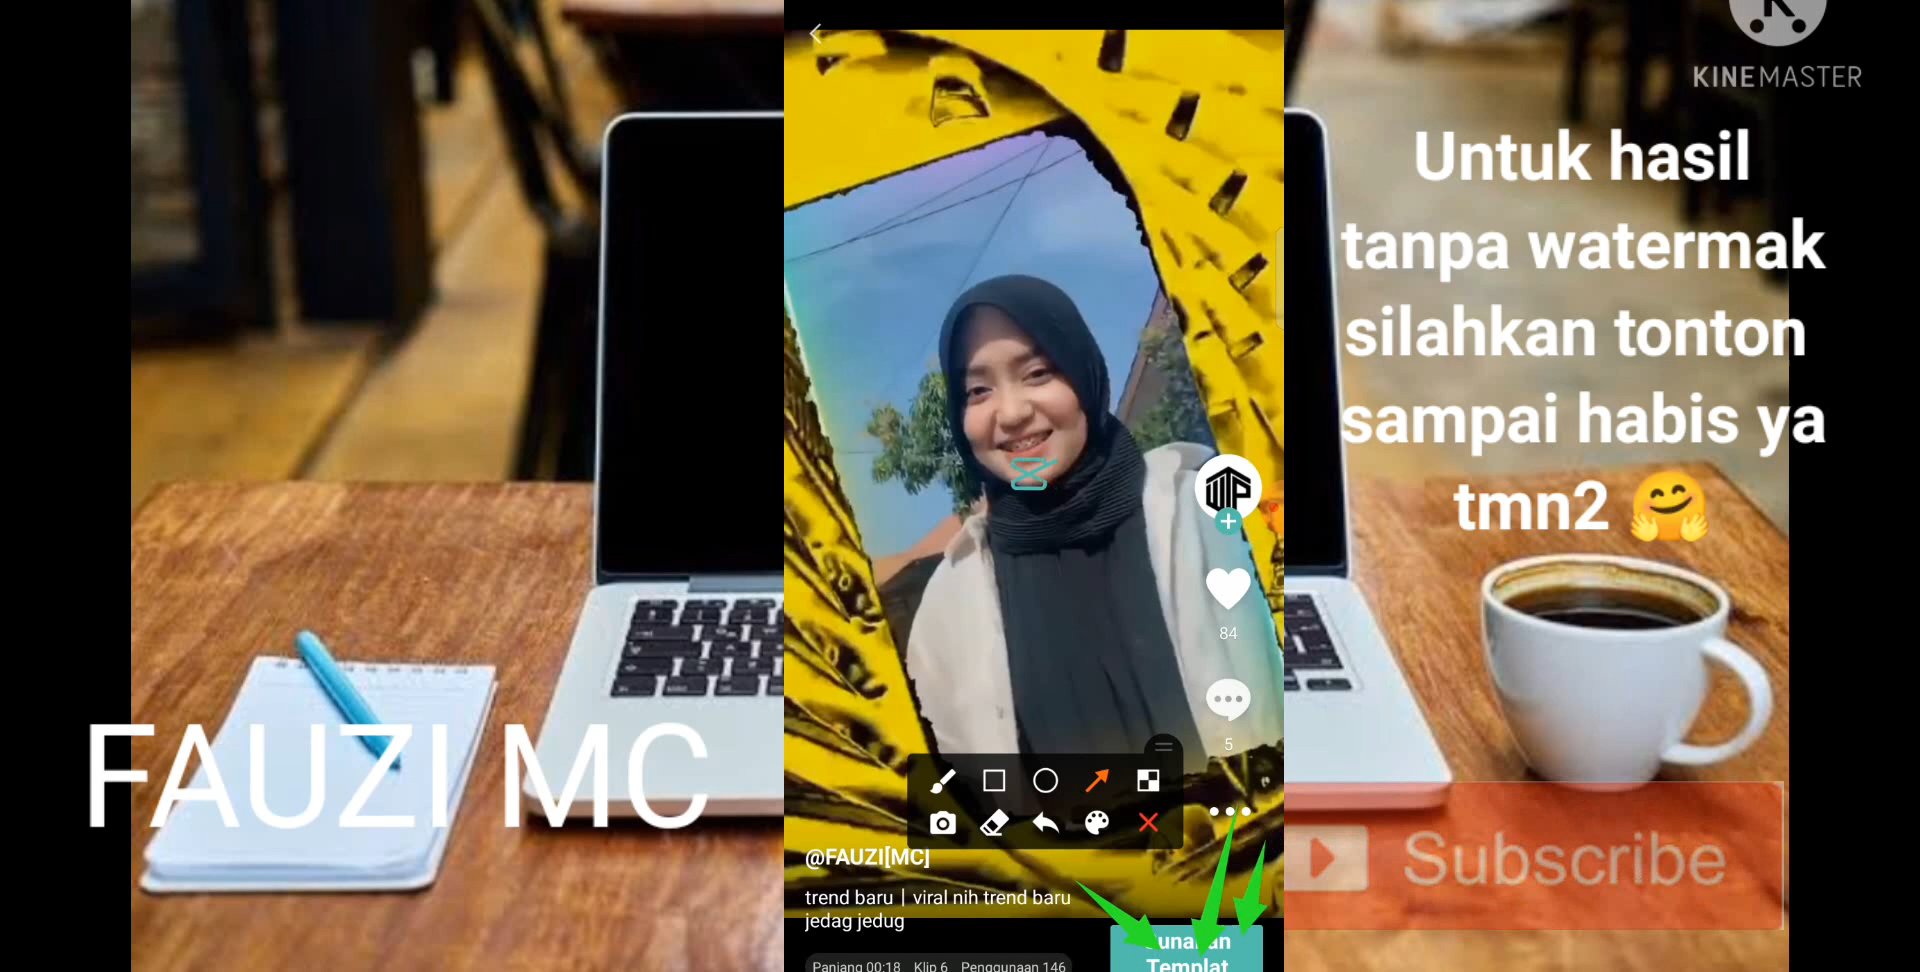 KINEMASTER
Untuk hasil
tanpa watermak
silahkan tonton
sampai habis ya
tmn2 🤗
84
5
FAUZI MC
@FAUZI[MC]
trend baru | viral nih trend baru
jedag jedug
Panjang 00:18 Klip 6 Penggunaan 146
Templat
Subscribe